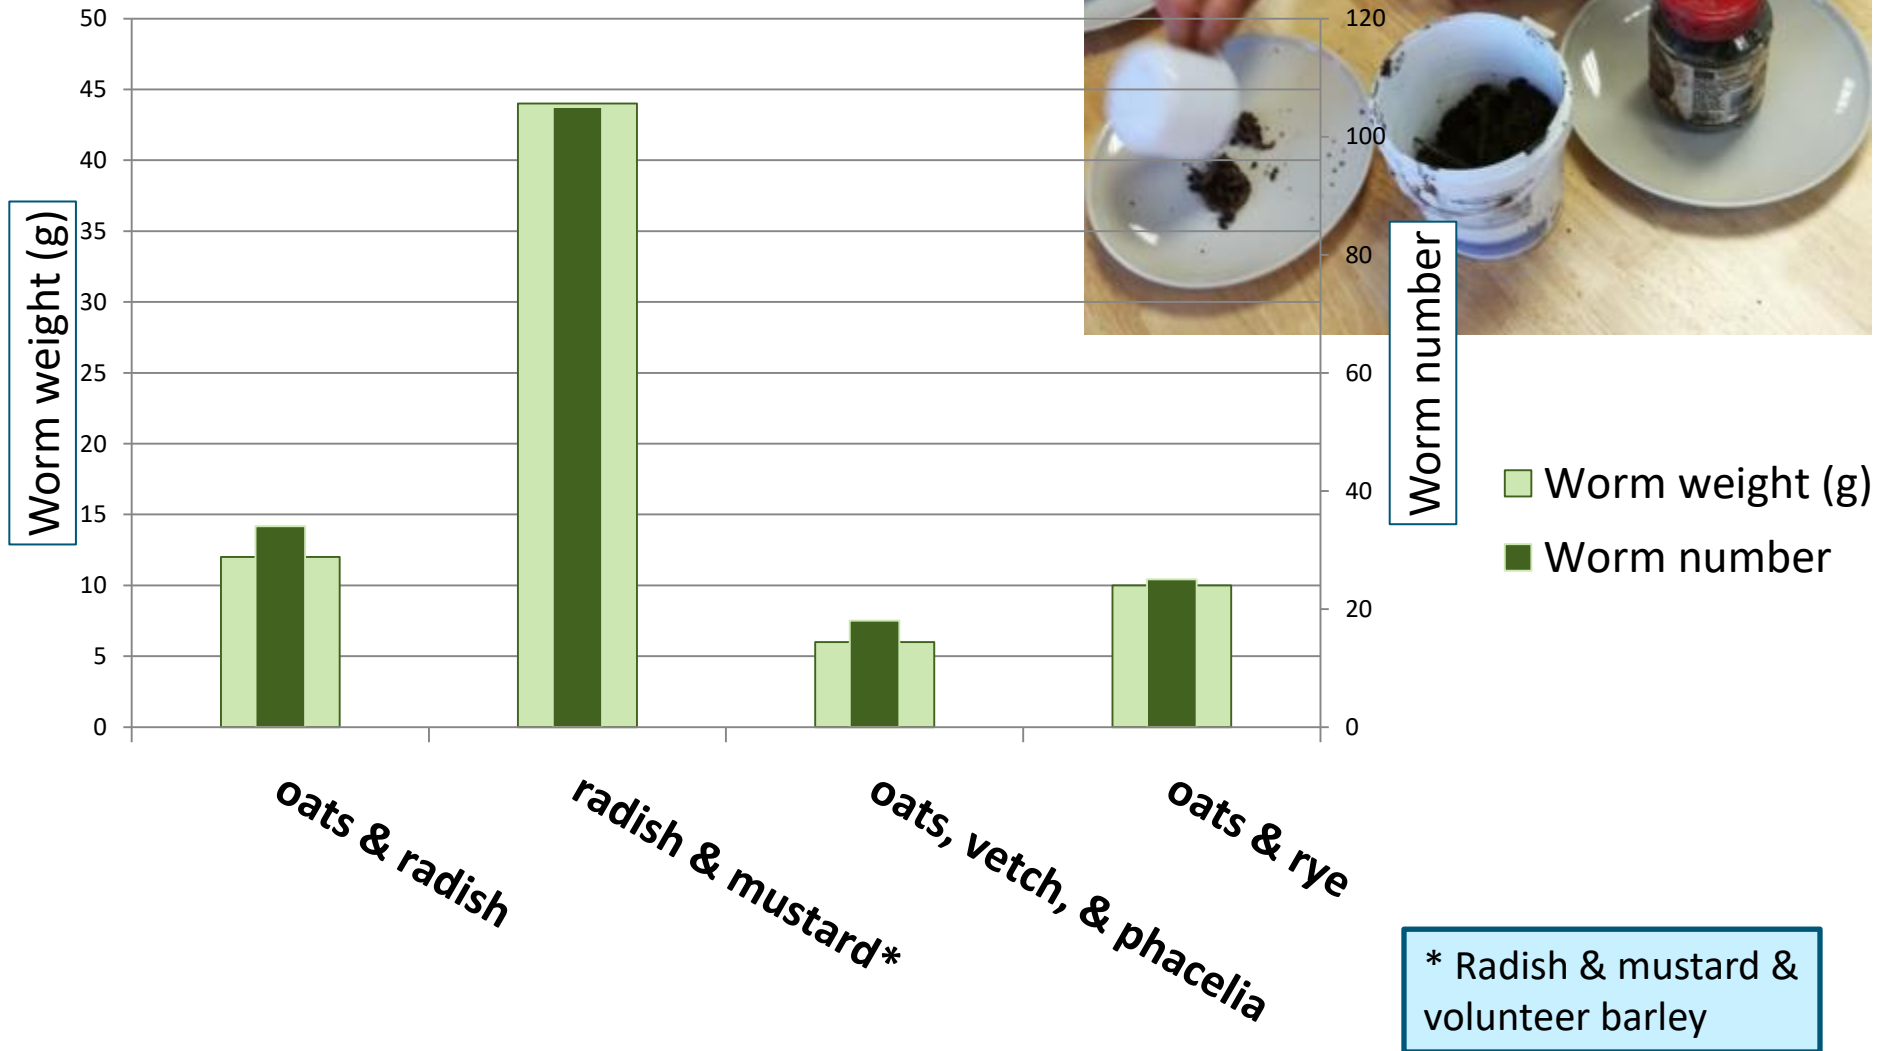 50
45
40
35
30
25
20
15
10
5
0
Worm weight (g)
120
100
80
60
40
20
0
Worm number
Worm weight (g)
Worm number
oats & radish
radish & mustard*
oats, vetch, & phacelia
oats & rye
* Radish & mustard &
volunteer barley